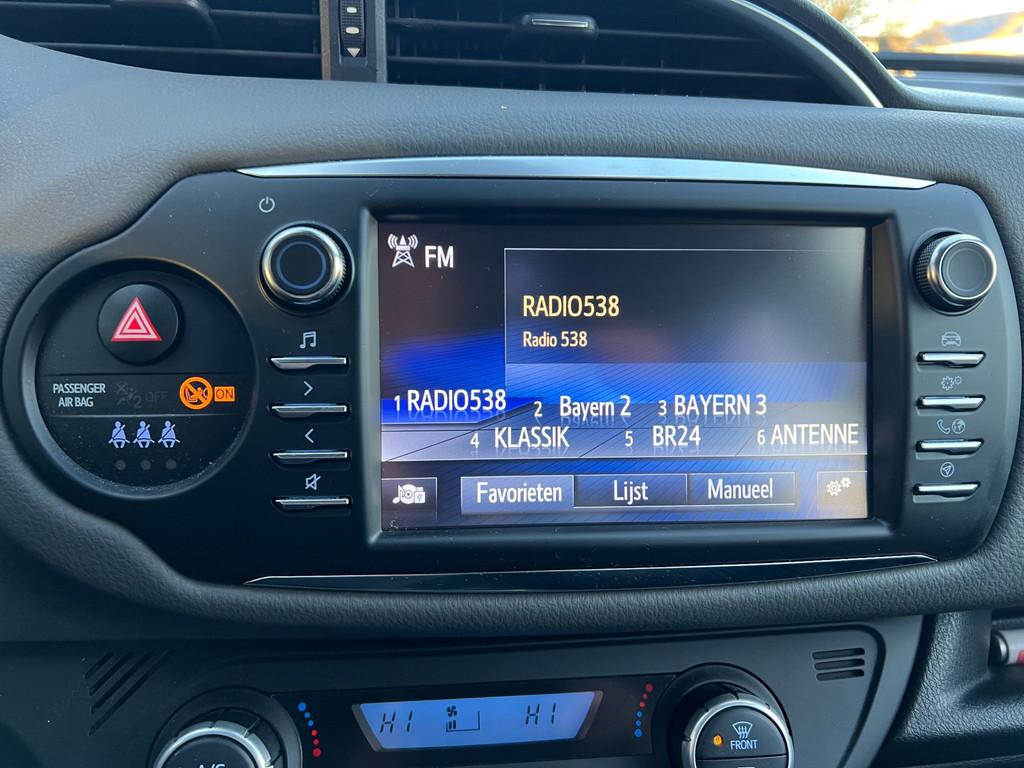 FM
RADIO538
Radio 538
1 RADIO538 2 Bayern 2 3 BAYERN 3
4 KLASSIK 5 BR24 6 ANTENNE
Favorieten Lijst Manueel
PASSENGER
AIR BAG
2 OFF
ON
HI HI
A/C
FRONT